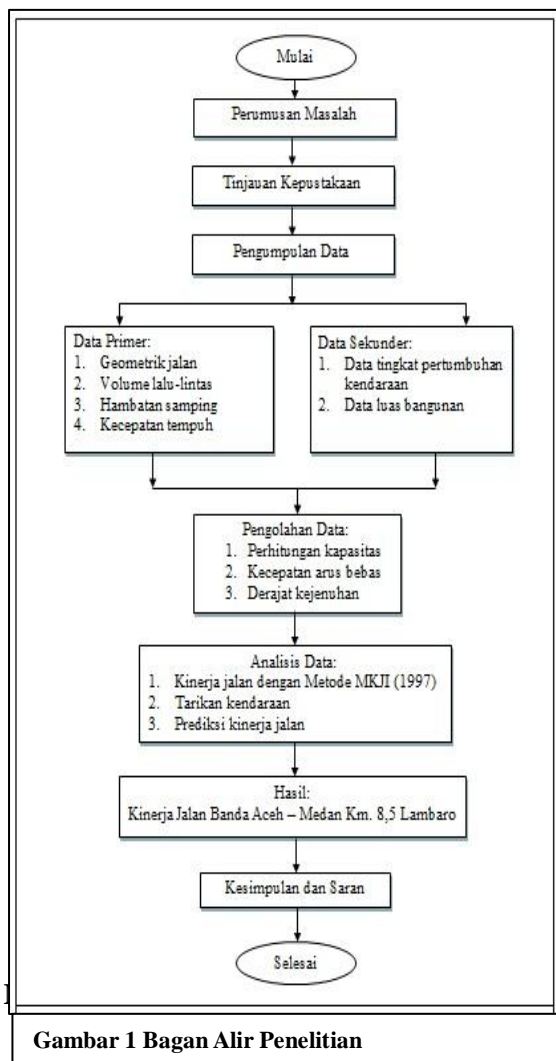 Mulai
Perumusan Masalah
Tinjauan Kepustakaan
Pengumpulan Data
Data Primer:
1. Geometrik jalan
2. Volume lalu-lintas
3. Hambatan samping
4. Kecepatan tempuh
Data Sekunder:
1. Data tingkat pertumbuhan
kendaraan
2. Data luas bangunan
Pengolahan Data:
1. Perhitungan kapasitas
2. Kecepatan arus bebas
3. Derajat kejenuhan
Analisis Data:
1. Kinerja jalan dengan Metode MKJI (1997)
2. Tarikan kendaraan
3. Prediksi kinerja jalan
Hasil:
Kinerja Jalan Banda Aceh – Medan Km. 8,5 Lambaro
Kesimpulan dan Saran
Selesai
Gambar 1 Bagan Alir Penelitian